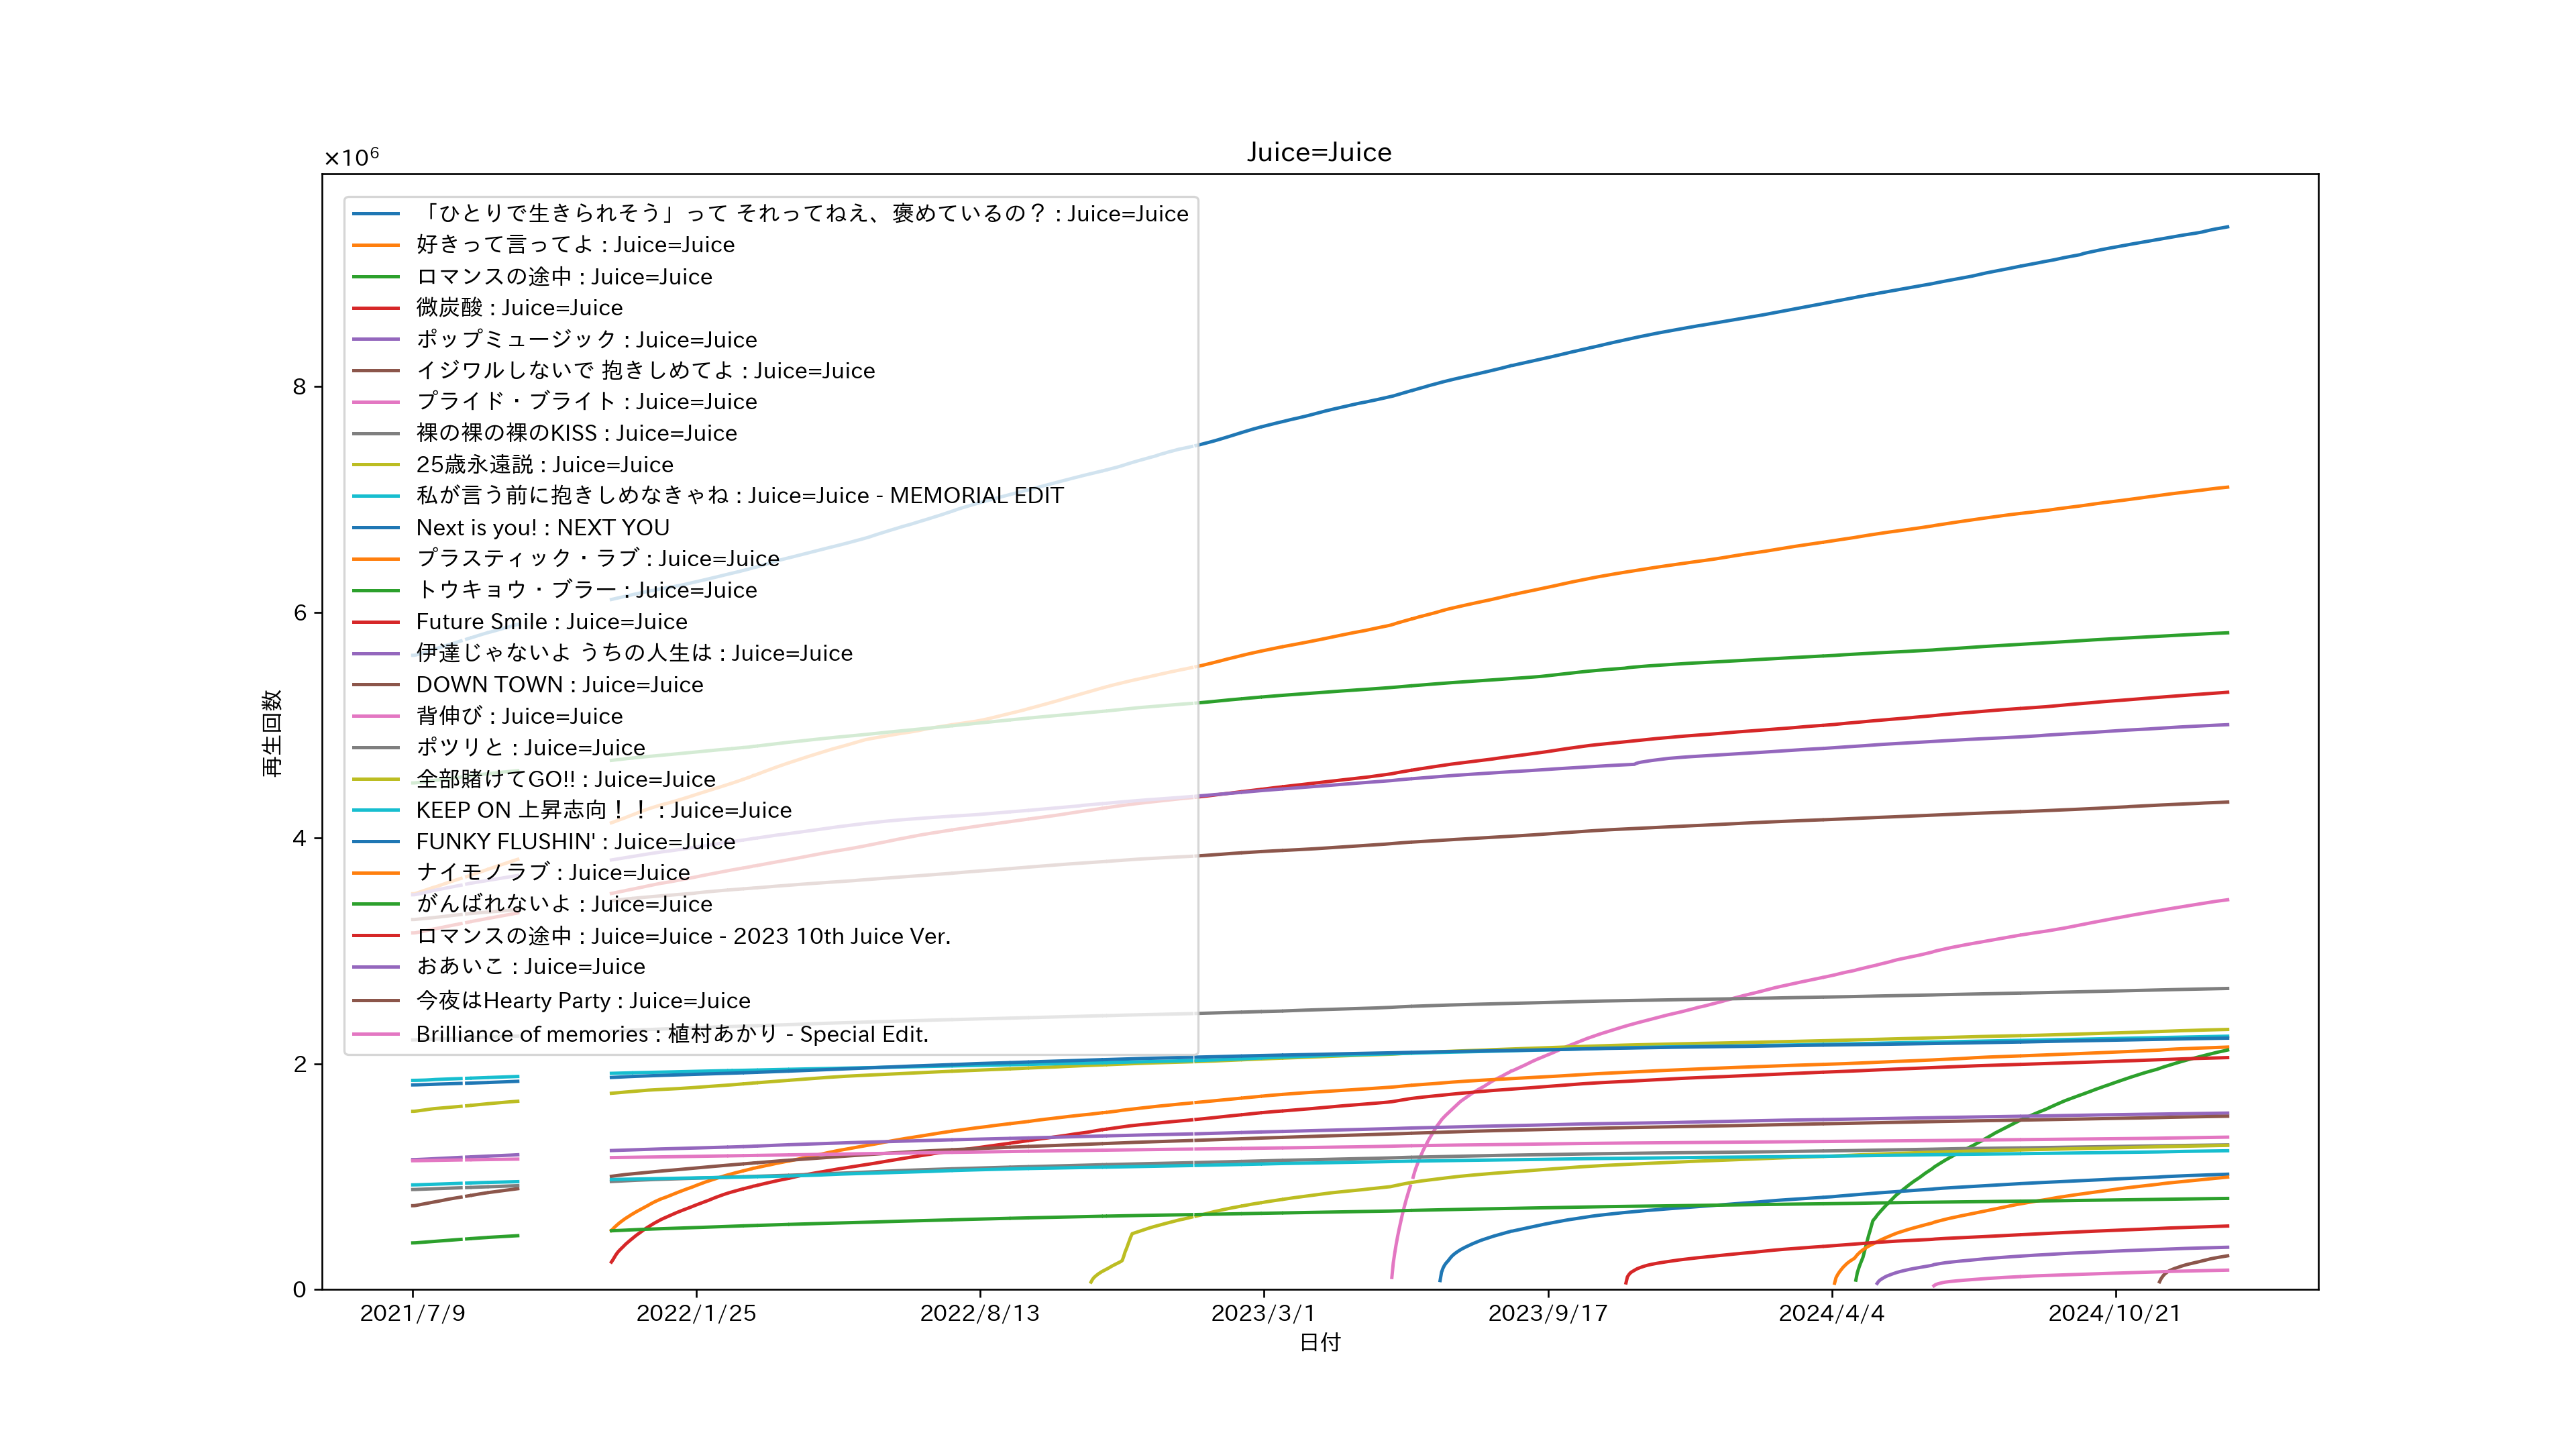 Juice=Juice
×10⁶
「ひとりで生きられそう」って それってねえ、褒めているの？ : Juice=Juice
好きって言ってよ : Juice=Juice
ロマンスの途中 : Juice=Juice
微炭酸 : Juice=Juice
ポップミュージック : Juice=Juice
イジワルしないで 抱きしめてよ : Juice=Juice
プライド・ブライト : Juice=Juice
裸の裸の裸のKISS : Juice=Juice
25歳永遠説 : Juice=Juice
私が言う前に抱きしめなきゃね : Juice=Juice - MEMORIAL EDIT
Next is you! : NEXT YOU
プラスティック・ラブ : Juice=Juice
トウキョウ・ブラー : Juice=Juice
Future Smile : Juice=Juice
伊達じゃないよ うちの人生は : Juice=Juice
DOWN TOWN : Juice=Juice
背伸び : Juice=Juice
ポツリと : Juice=Juice
全部賭けてGO!! : Juice=Juice
KEEP ON 上昇志向！！ : Juice=Juice
FUNKY FLUSHIN' : Juice=Juice
ナイモノラブ : Juice=Juice
がんばれないよ : Juice=Juice
ロマンスの途中 : Juice=Juice - 2023 10th Juice Ver.
おあいこ : Juice=Juice
今夜はHearty Party : Juice=Juice
Brilliance of memories : 植村あかり - Special Edit.
8
6
4
2
0
再生回数
2021/7/9
2022/1/25
2022/8/13
2023/3/1
2023/9/17
2024/4/4
2024/10/21
日付